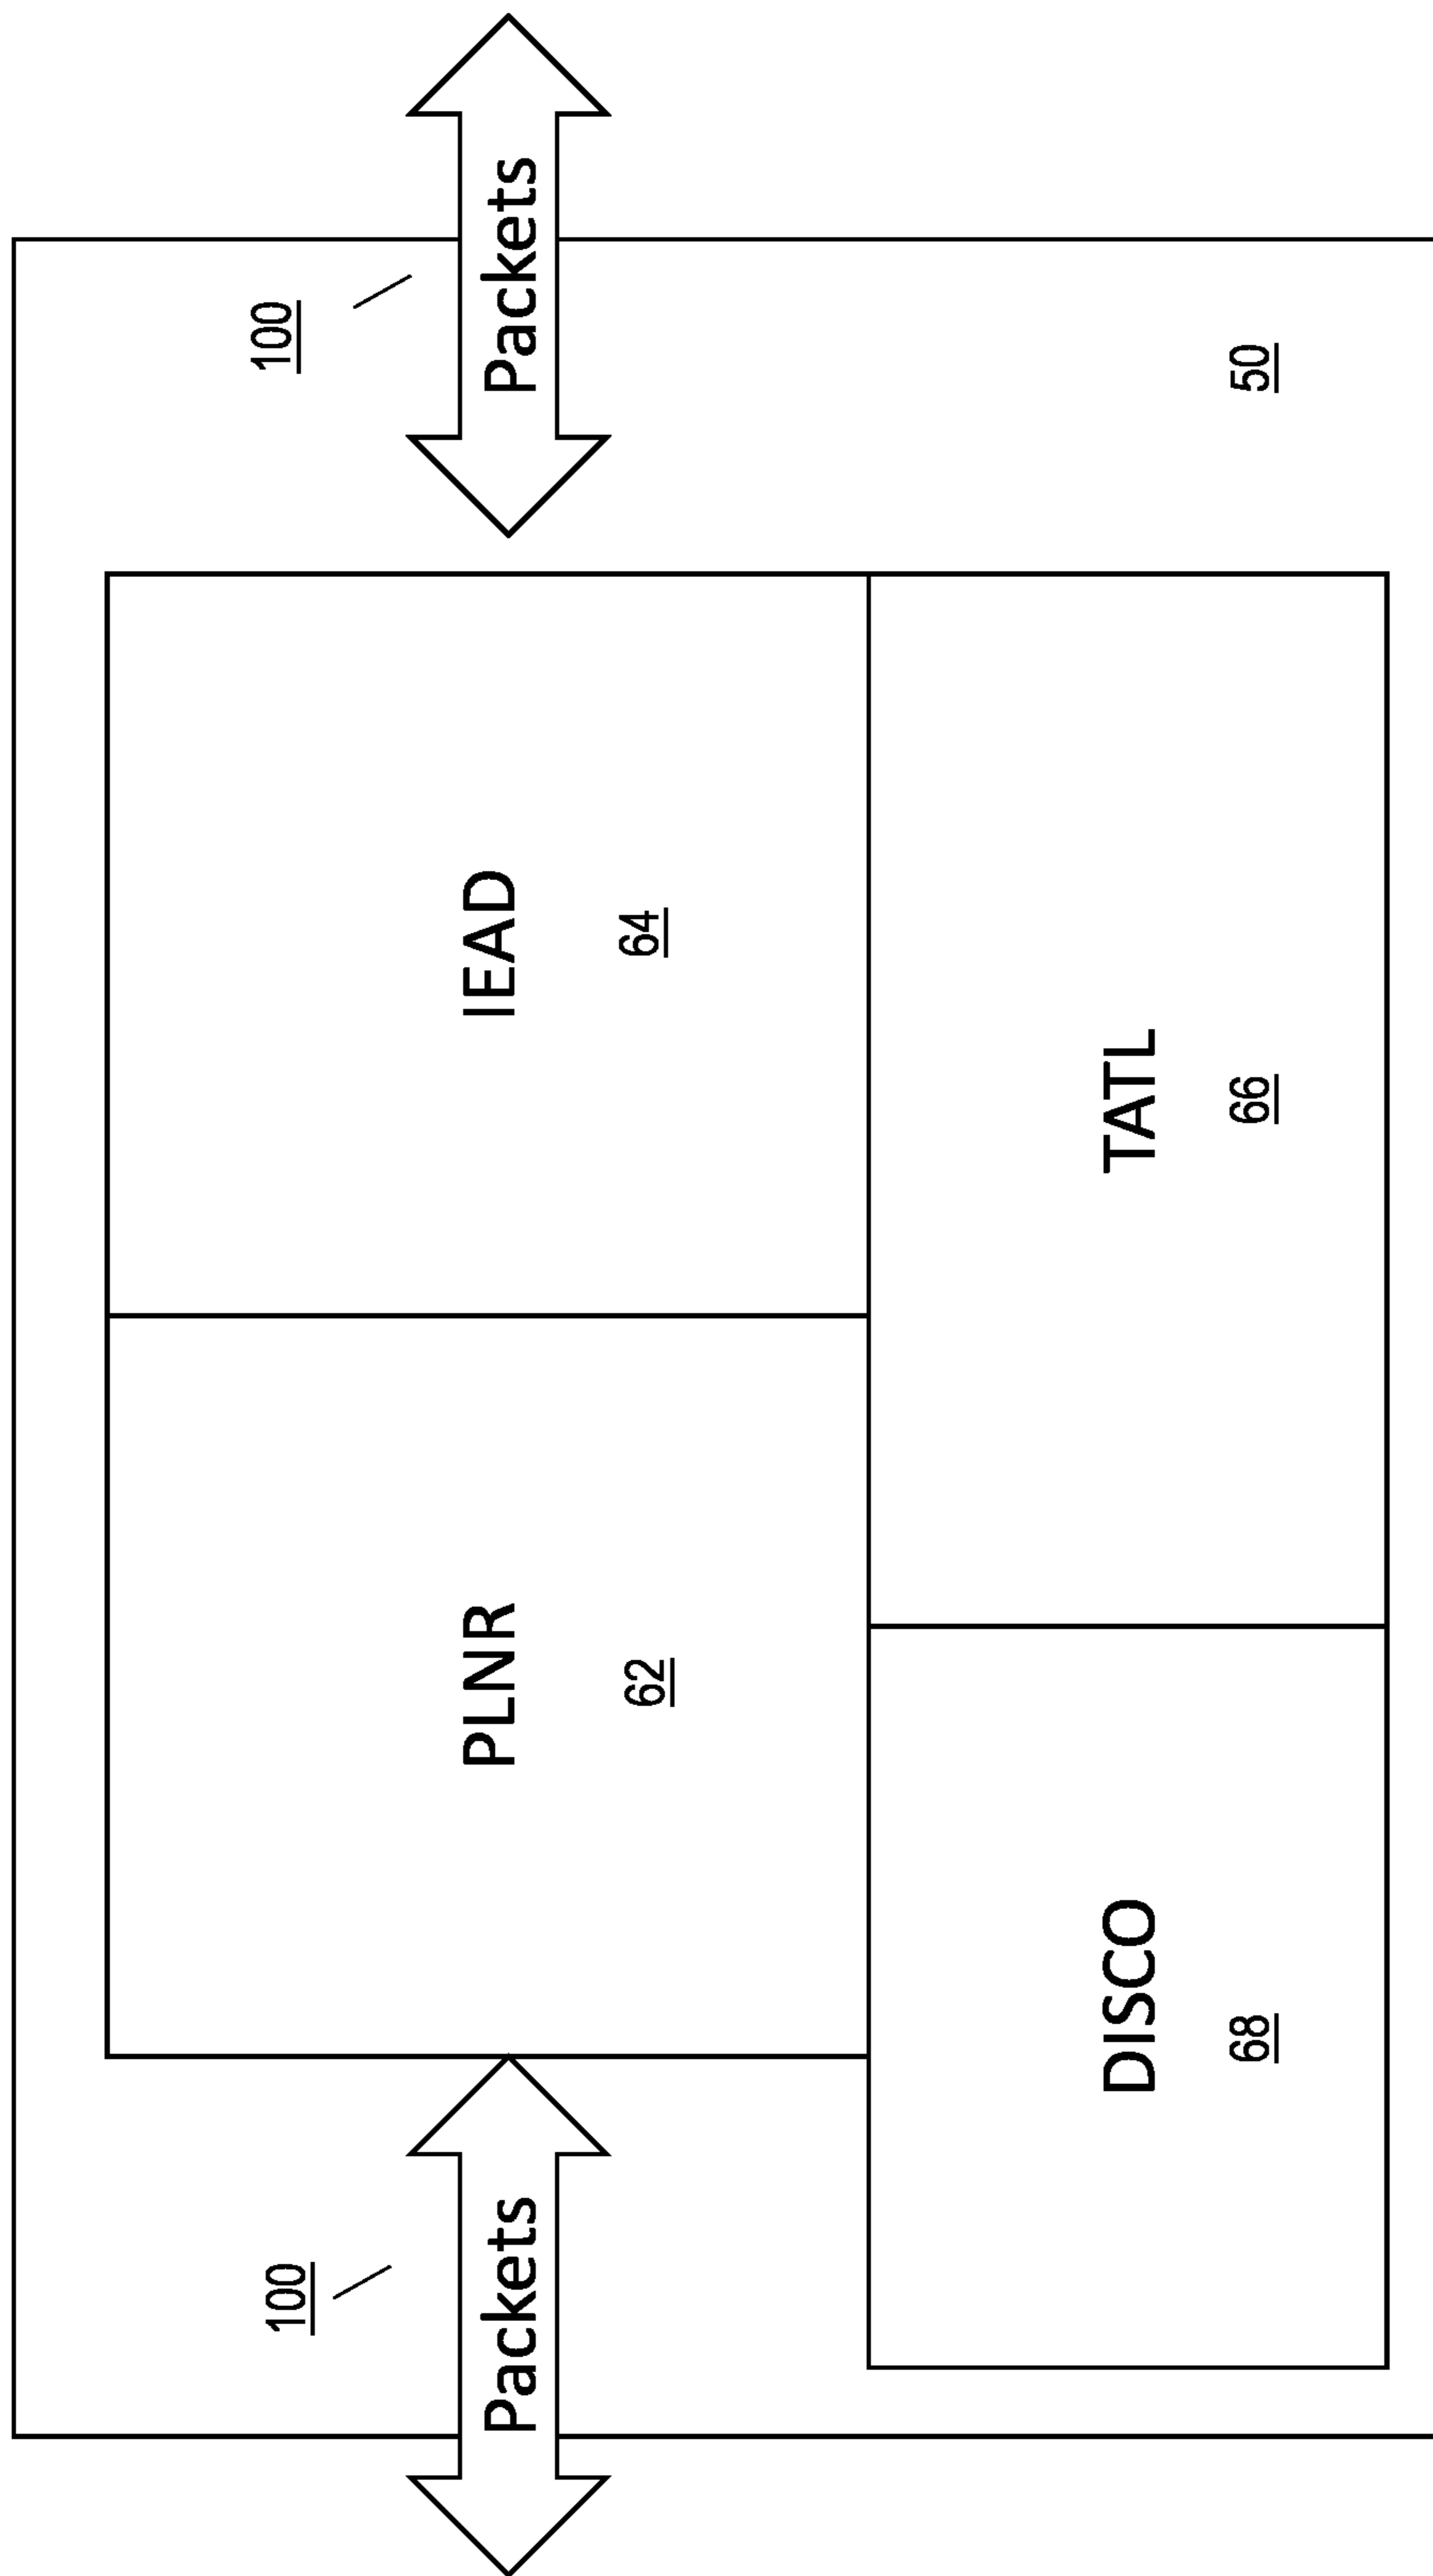 100
100
Packets
PLNR
IEAD
Packets
62
64
DISCO
TATL
68
66
50